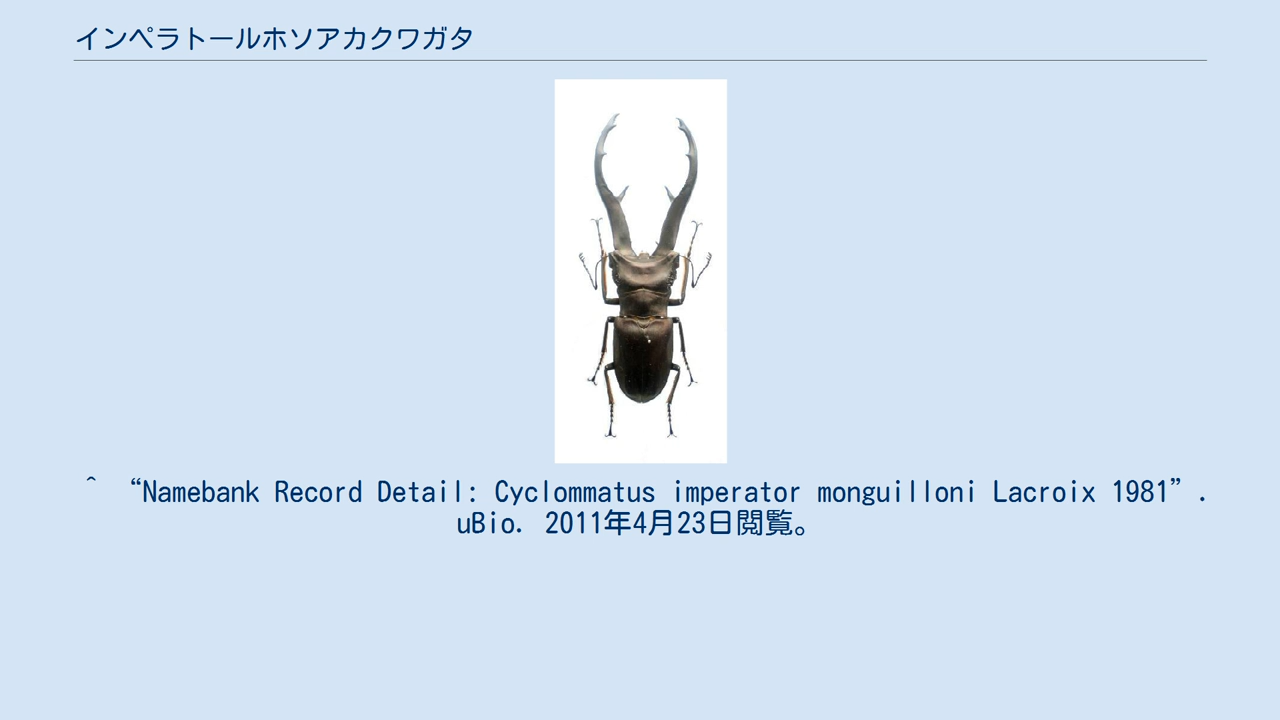 インペラトールホソアカクワガタ
^ “Namebank Record Detail: Cyclommatus imperator monguilloni Lacroix 1981”.
uBio. 2011年4月23日閲覧。